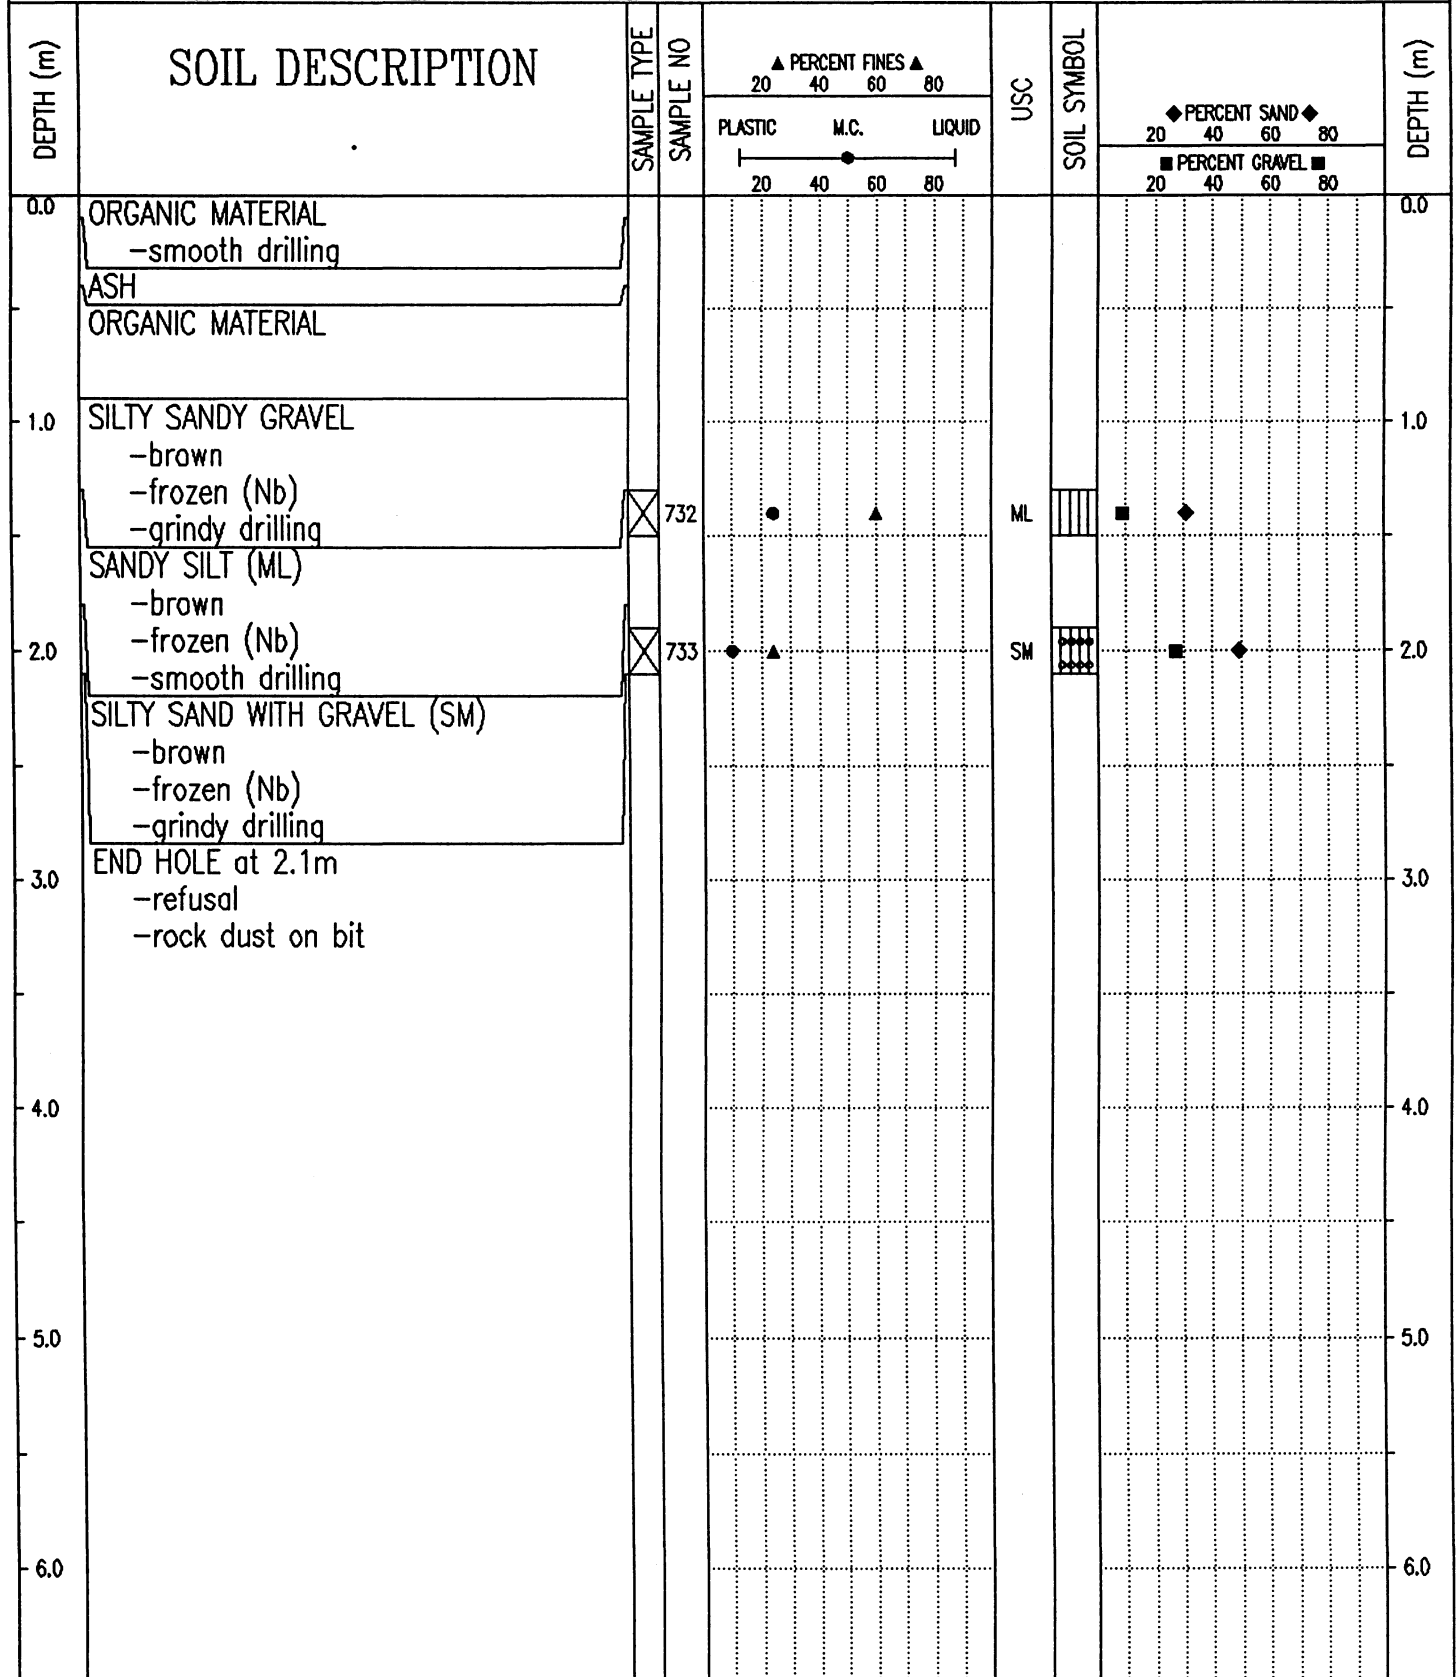 DEPTH (m)
SOIL DESCRIPTION
SAMPLE TYPE
SAMPLE NO
▲ PERCENT FINES ▲
20 40 60 80
PLASTIC M.C. LIQUID
20 40 60 80
USC
SOIL SYMBOL
◆ PERCENT SAND ◆
20 40 60 80
■ PERCENT GRAVEL ■
20 40 60 80
DEPTH (m)
0.0 ORGANIC MATERIAL 0.0
-smooth drilling
ASH
ORGANIC MATERIAL
1.0 SILTY SANDY GRAVEL 1.0
-brown
-frozen (Nb)
732 ML
-grindy drilling
SANDY SILT (ML)
-brown
-frozen (Nb)
2.0 733 SM 2.0
-smooth drilling
SILTY SAND WITH GRAVEL (SM)
-brown
-frozen (Nb)
-grindy drilling
END HOLE at 2.1m
3.0 3.0
-refusal
-rock dust on bit
4.0 4.0
5.0 5.0
6.0 6.0